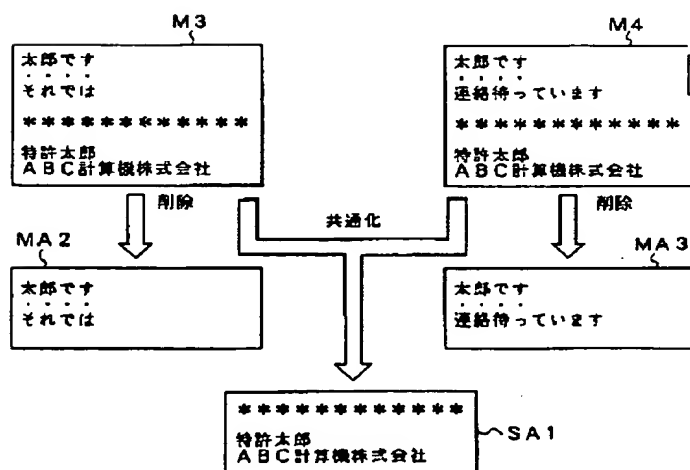 M3
太郎です
・・・・
それでは
************
特許太郎
ABC計算機株式会社
M4
太郎です
・・・・
連絡待っています
************
特許太郎
ABC計算機株式会社
削除
共通化
削除
MA2
太郎です
・・・・
それでは
MA3
太郎です
・・・・
連絡待っています
************
特許太郎
ABC計算機株式会社
SA1